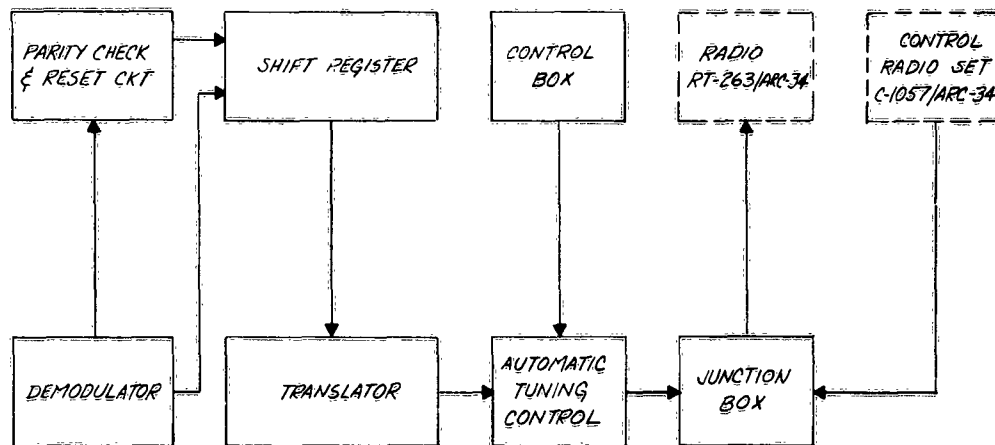 PARITY CHECK
& RESET CKT
SHIFT REGISTER
CONTROL
BOX
RADIO
RT-263/ARC-34
CONTROL
RADIO SET
C-1057/ARC-34
DEMODULATOR
TRANSLATOR
AUTOMATIC
TUNING
CONTROL
JUNCTION
BOX